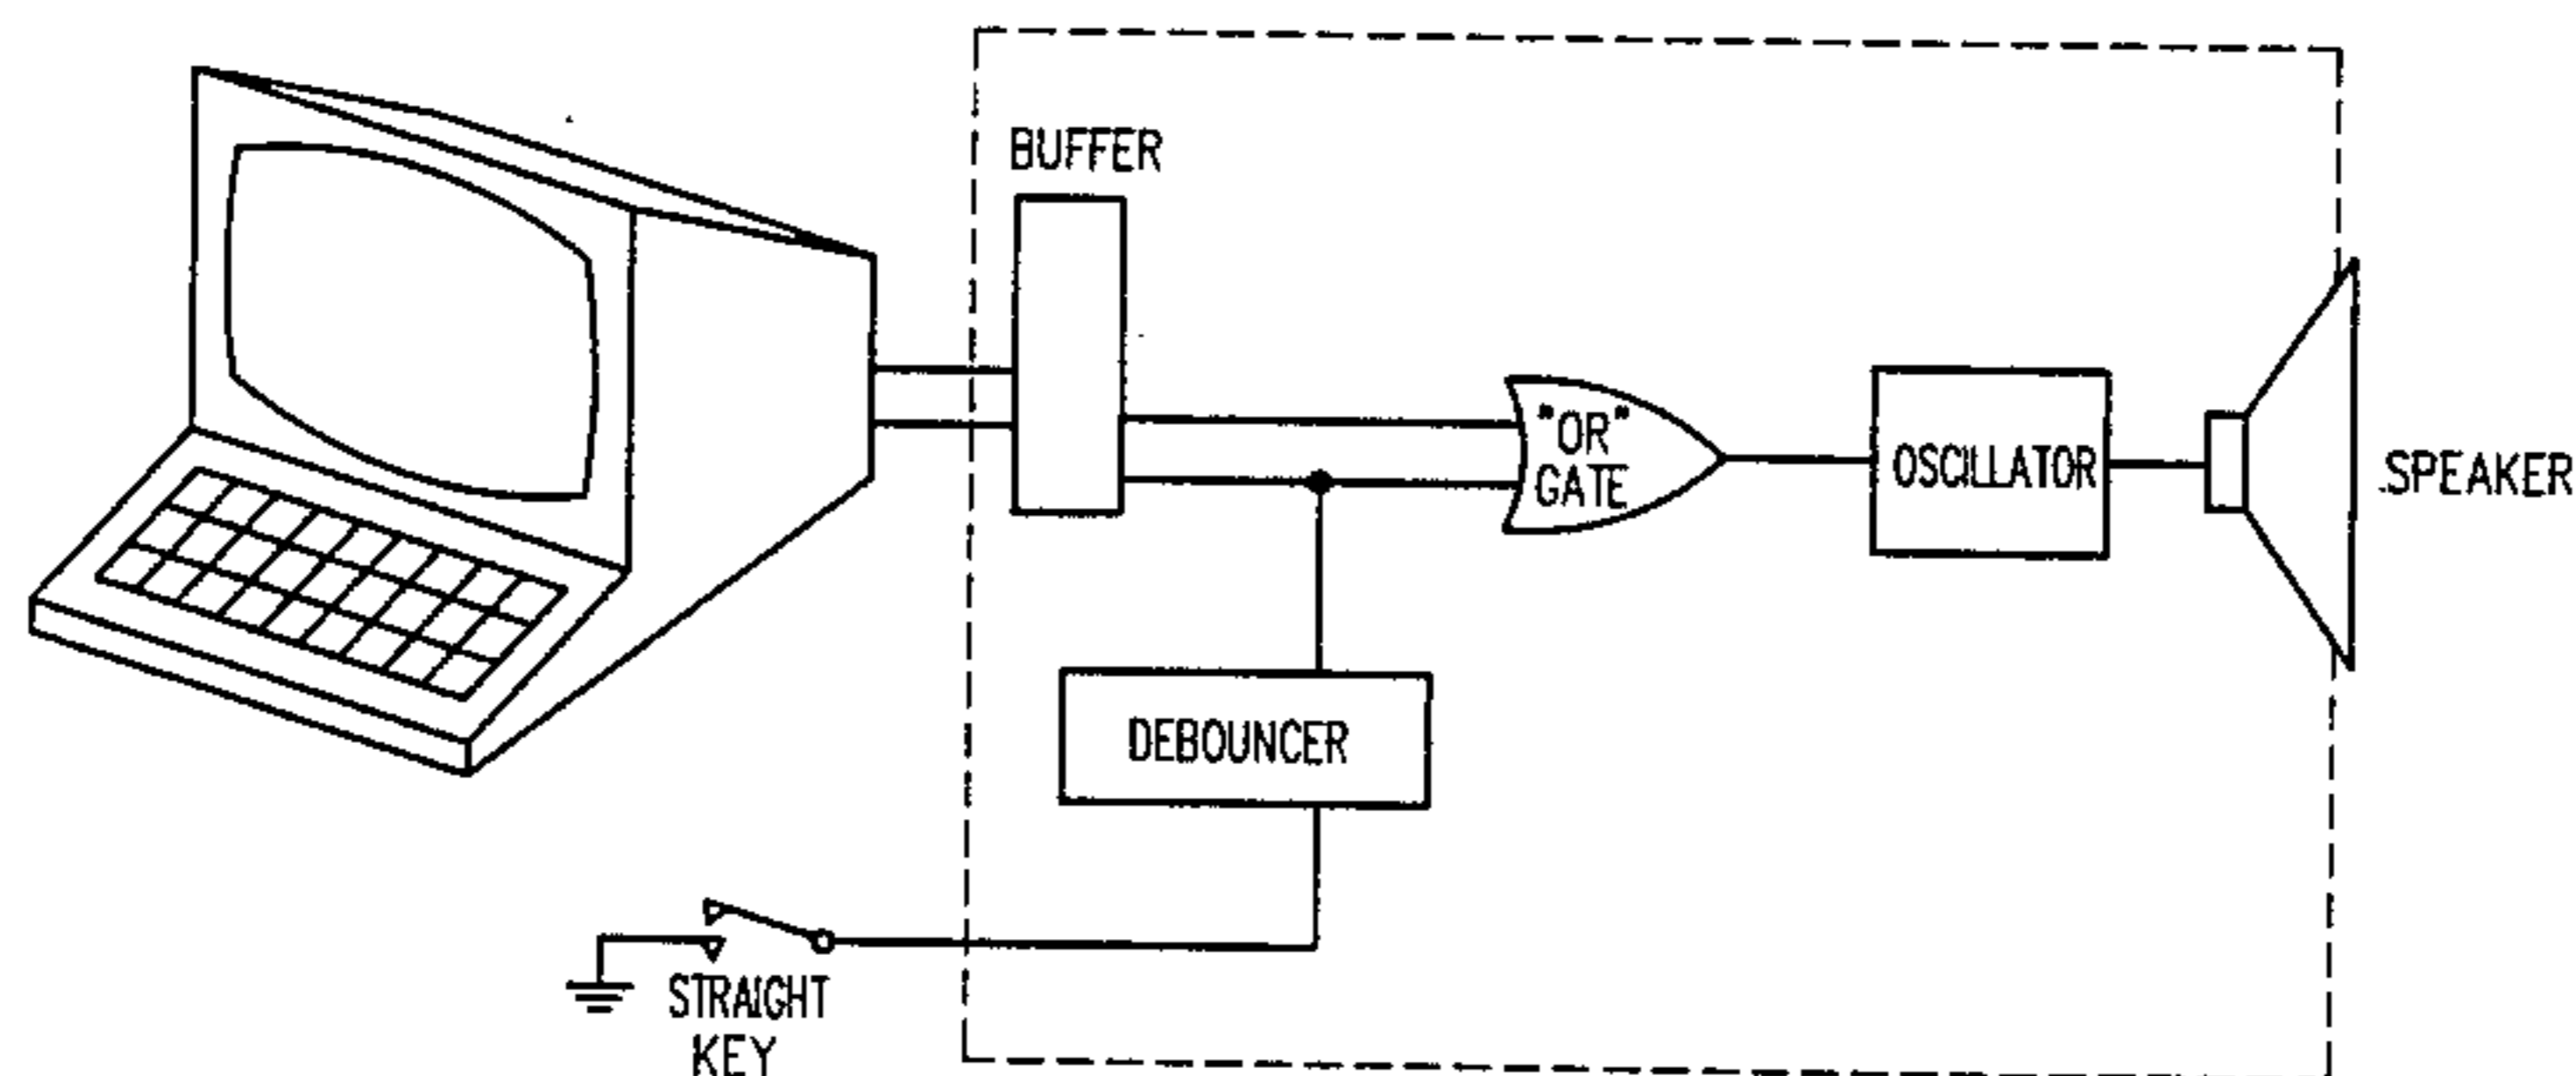 BUFFER
"OR"
GATE
OSCILLATOR
SPEAKER
DEBOUNCER
STRAIGHT
KEY